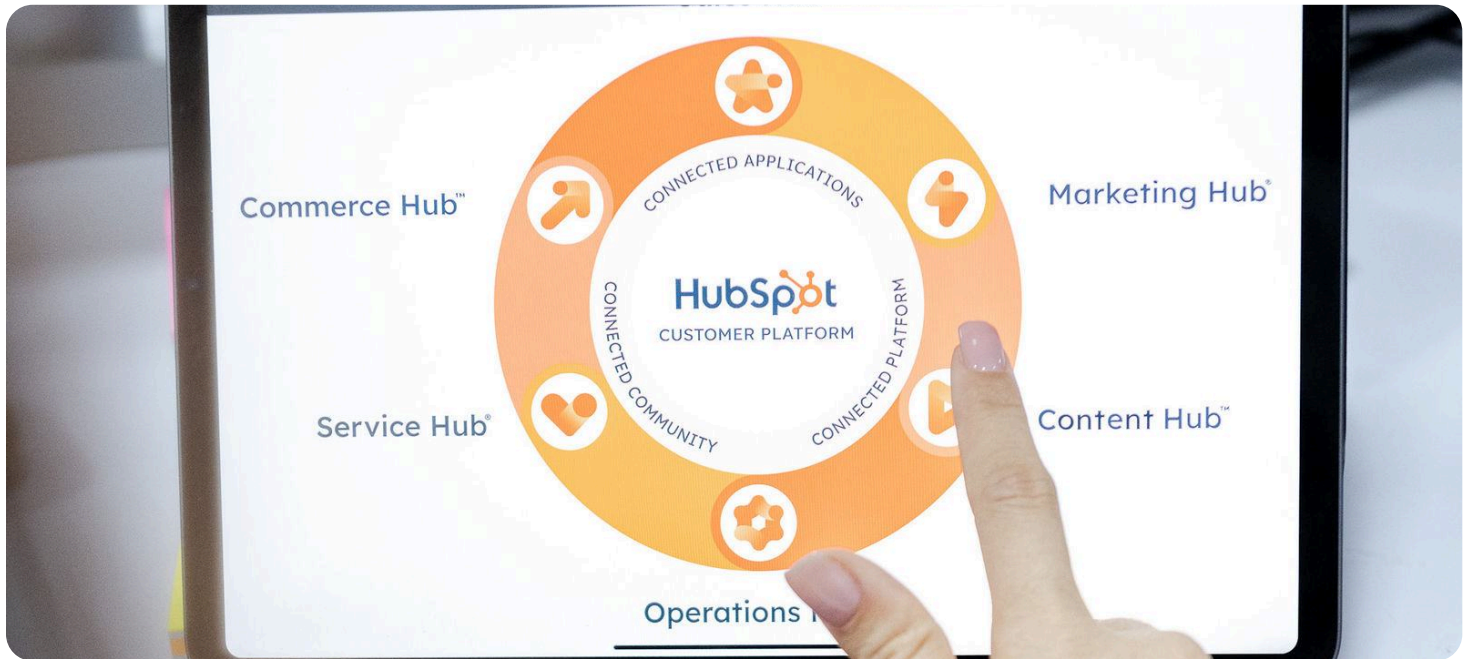 CONNECTED APPLICATIONS
Commerce Hub™
Marketing Hub®
HubSpot
CUSTOMER PLATFORM
CONNECTED COMMUNITY
CONNECTED PLATFORM
Service Hub®
Content Hub™
Operations